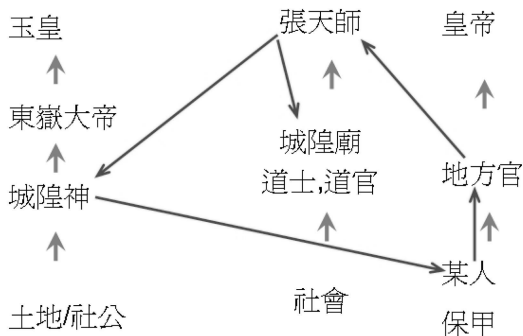 玉皇
張天師
皇帝
東嶽大帝
城隍廟
道士,道官
地方官
城隍神
某人
社會
土地/社公
保甲